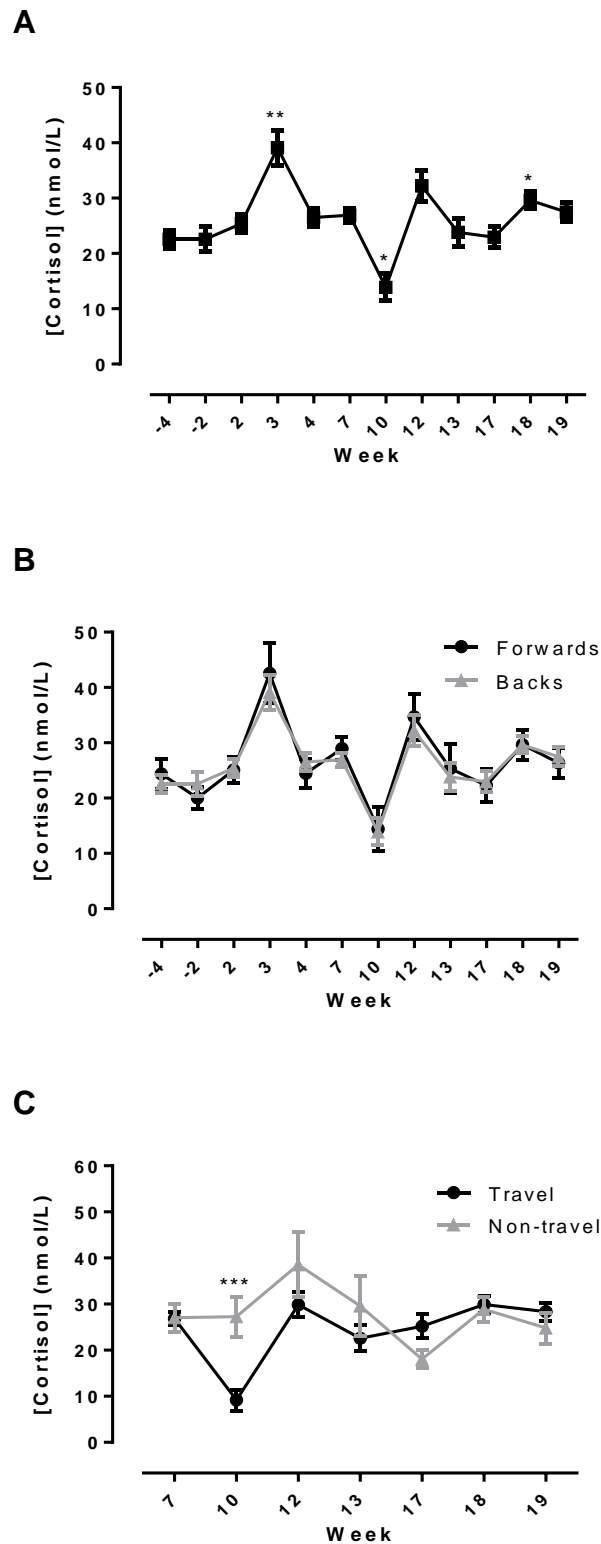 A
[Cortisol] (nmol/L)
50
40
30
20
10
0
**
*
*
-4 -2 2 3 4 7 10 12 13 17 18 19
Week
B
[Cortisol] (nmol/L)
50
40
30
20
10
0
Forwards
Backs
-4 -2 2 3 4 7 10 12 13 17 18 19
Week
C
[Cortisol] (nmol/L)
60
50
40
30
20
10
0
Travel
Non-travel
***
7 10 12 13 17 18 19
Week